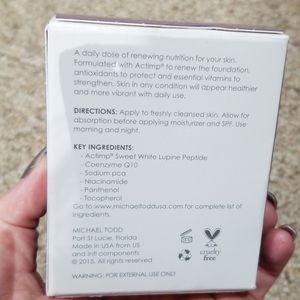 A daily dose of renewing nutrition for your skin.
Formulated with Actimp® to renew the foundation,
antioxidants to protect and essential vitamins to
strengthen. Skin in any condition will appear healthier
and more vibrant with daily use.
DIRECTIONS: Apply to freshly cleansed skin. Allow for
absorption before applying moisturizer and SPF. Use
morning and night.
KEY INGREDIENTS:
- Actimp® Sweet White Lupine Peptide
- Coenzyme Q10
- Sodium pca
- Niacinamide
- Panthenol
- Tocopherol
Go to www.michaeltoddusa.com for complete list of
ingredients.
MICHAEL TODD
Port St Lucie, Florida
Made in USA from US
and Intl components
© 2015. All rights reserved
cruelty
free
WARNING: FOR EXTERNAL USE ONLY